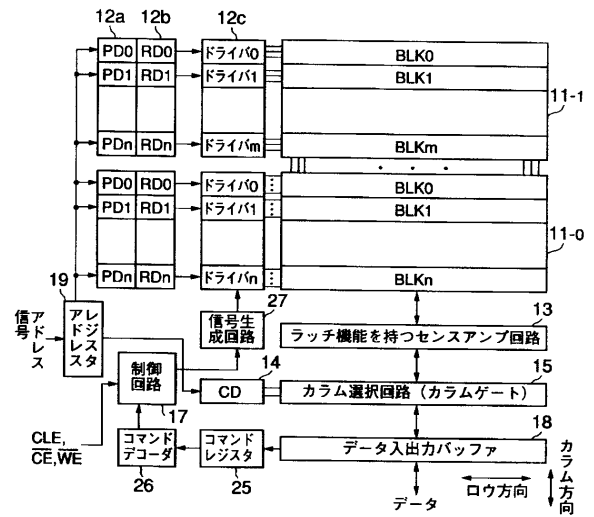 12a 12b 12c
PD0 RD0 ドライバ0 BLK0
PD1 RD1 ドライバ1 BLK1
11-1
PDn RDn ドライバm BLKm
PD0 RD0 ドライバ0 BLK0
PD1 RD1 ドライバ1 BLK1
11-0
PDn RDn ドライバn BLKn
19
27
13
アドレス
信号
アドレス
レジスタ
信号生
成回路
ラッチ機能を持つセンスアンプ回路
14
15
制御
回路
CD
カラム選択回路(カラムゲート)
17
18
CLE,
CE,WE
コマンド
デコーダ
コマンド
レジスタ
データ入出力バッファ
26
25
データ
ロウ方向
カラム方向